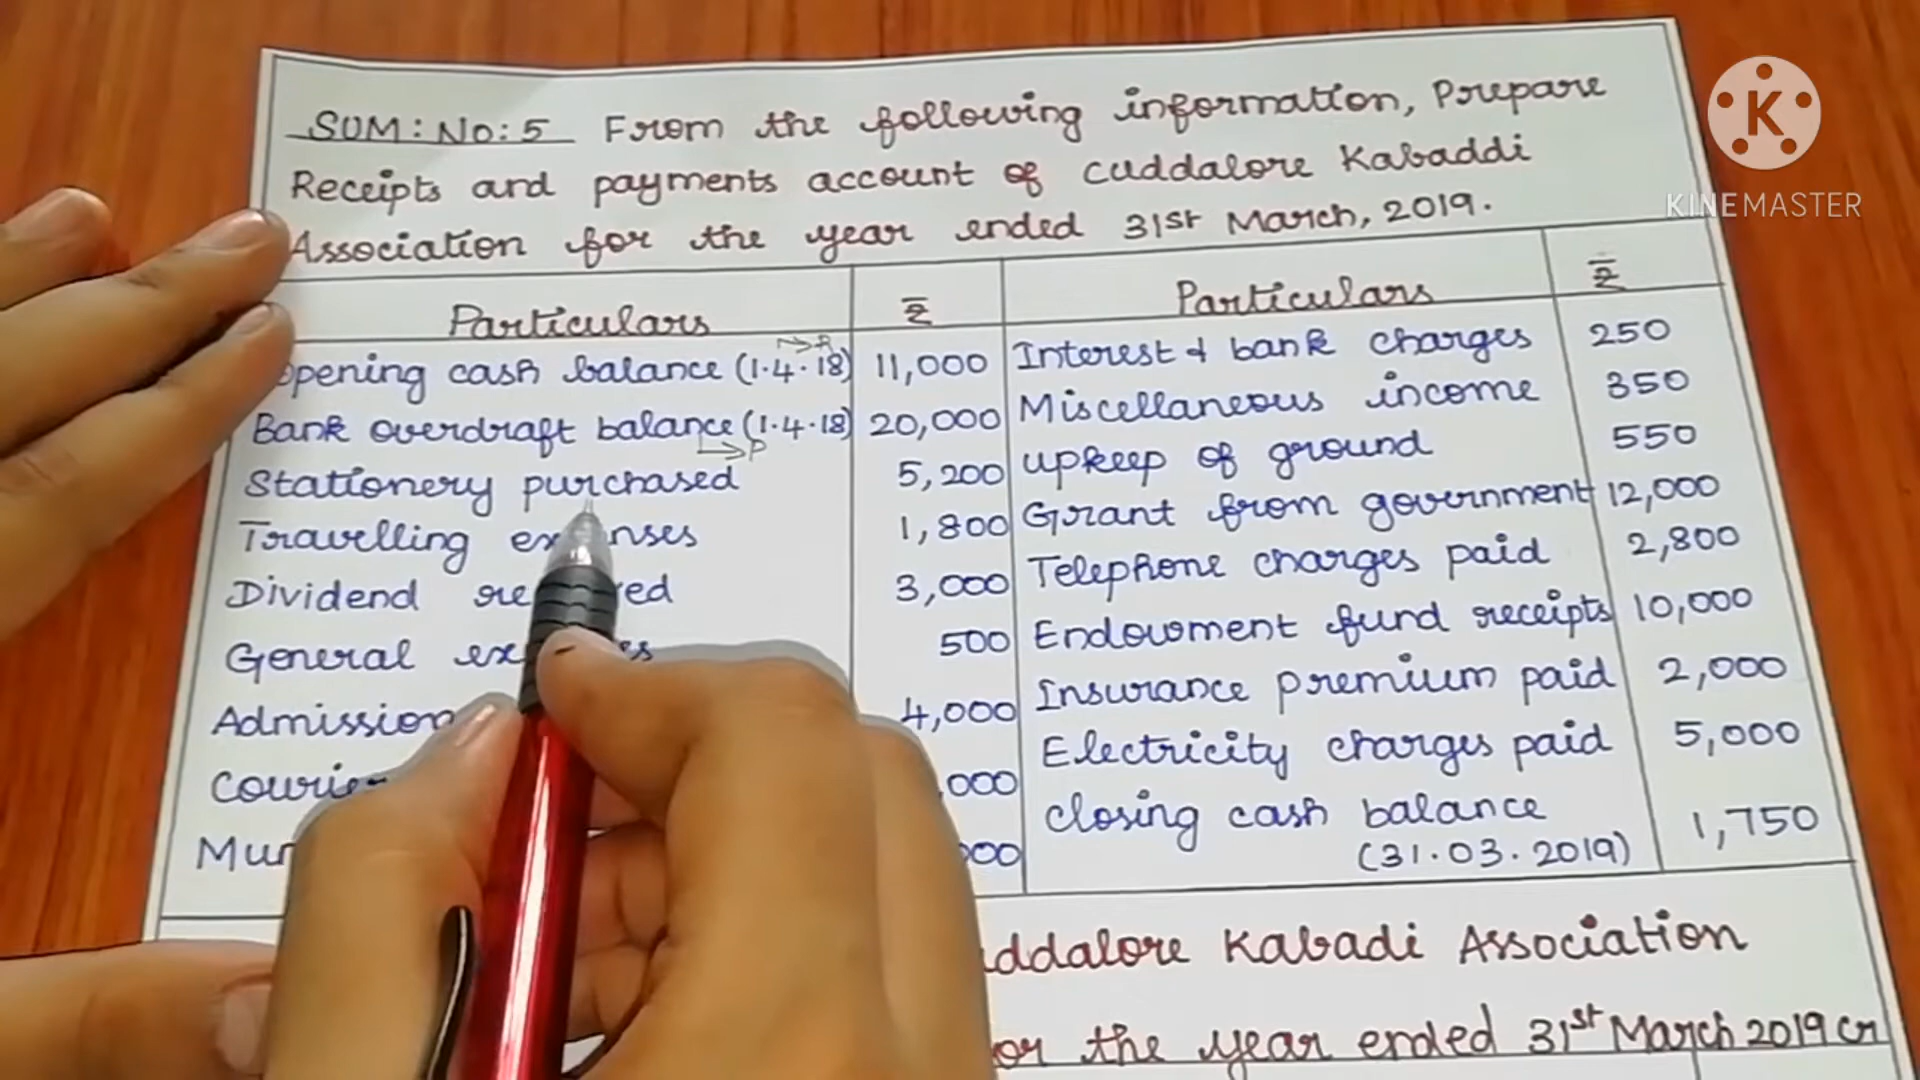 SUM: No: 5 From the following information, Prepare
Receipts and payments account of Cuddalore Kabaddi
Association for the year ended 31st March, 2019.
Particulars ₹ Particulars ₹
Opening cash balance (1.4.18) 11,000 Interest & bank charges 250
Bank overdraft balance (1.4.18) 20,000 Miscellaneous income 350
Stationery purchased 5,200 upkeep of ground 550
Travelling 1,800 Grant from government 12,000
Dividend 3,000 Telephone charges paid 2,800
General 500 Endowment fund receipts 10,000
Admission 4,000 Insurance premium paid 2,000
Electricity charges paid 5,000
closing cash balance 1,750
(31.03.2019)
Kabadi Association
the year ended 31st March 2019 Cr
K
KINEMASTER